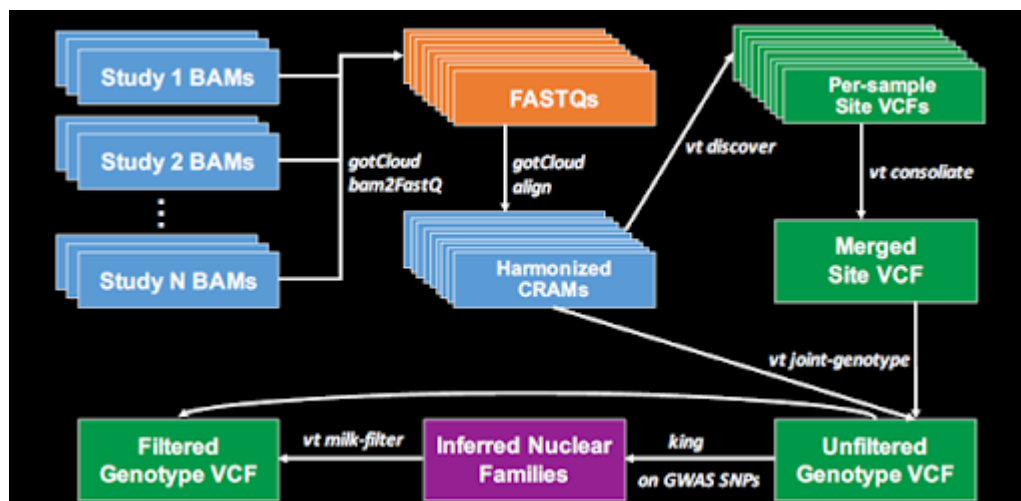 Study 1 BAMs
Study 2 BAMs
Study N BAMs
gotCloud
bam2FastQ
FASTQs
gotCloud
align
Harmonized
CRAMs
vt discover
Per-sample
Site VCFs
vt consoliate
Merged
Site VCF
vt joint-genotype
Unfiltered
Genotype VCF
king
on GWAS SNPs
Inferred Nuclear
Families
vt milk-filter
Filtered
Genotype VCF